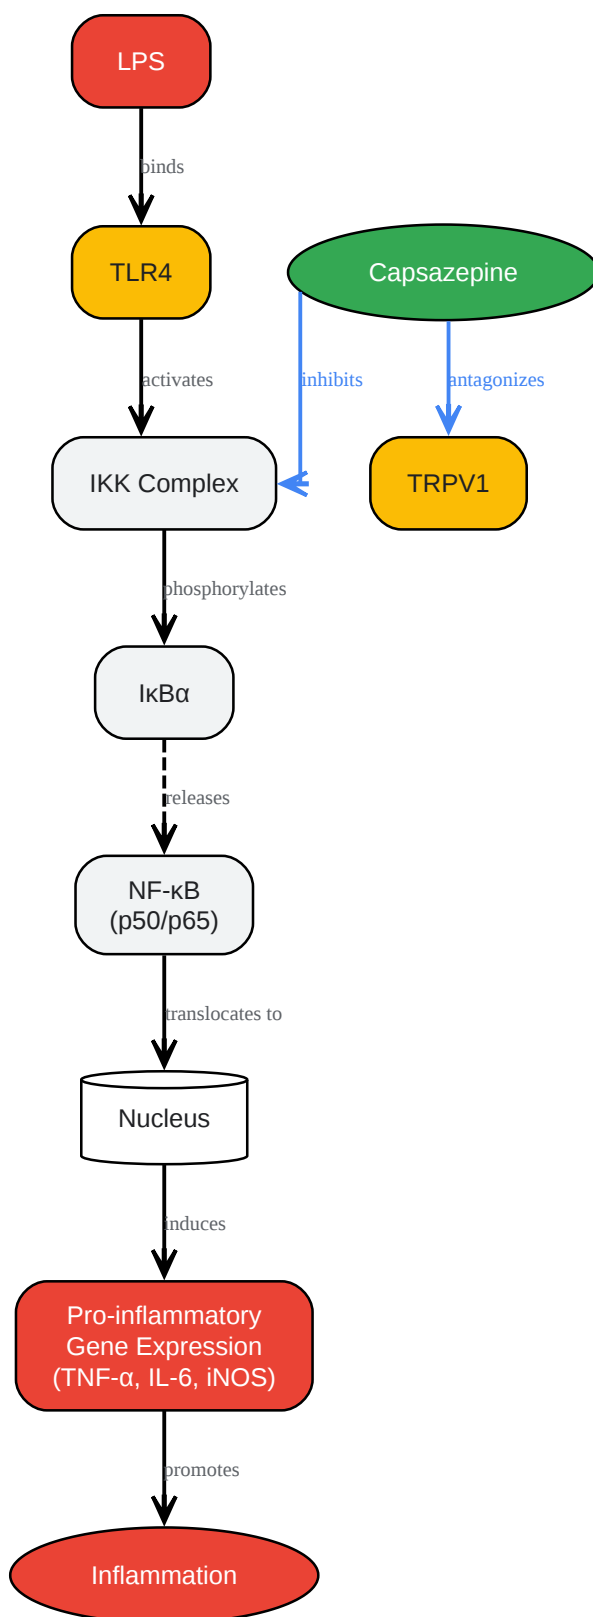 LPS
binds
TLR4
Capsazepine
activates
inhibits
antagonizes
IKK Complex
TRPV1
phosphorylates
IκBα
releases
NF-κB
(p50/p65)
translocates to
Nucleus
induces
Pro-inflammatory
Gene Expression
(TNF-α, IL-6, iNOS)
promotes
Inflammation